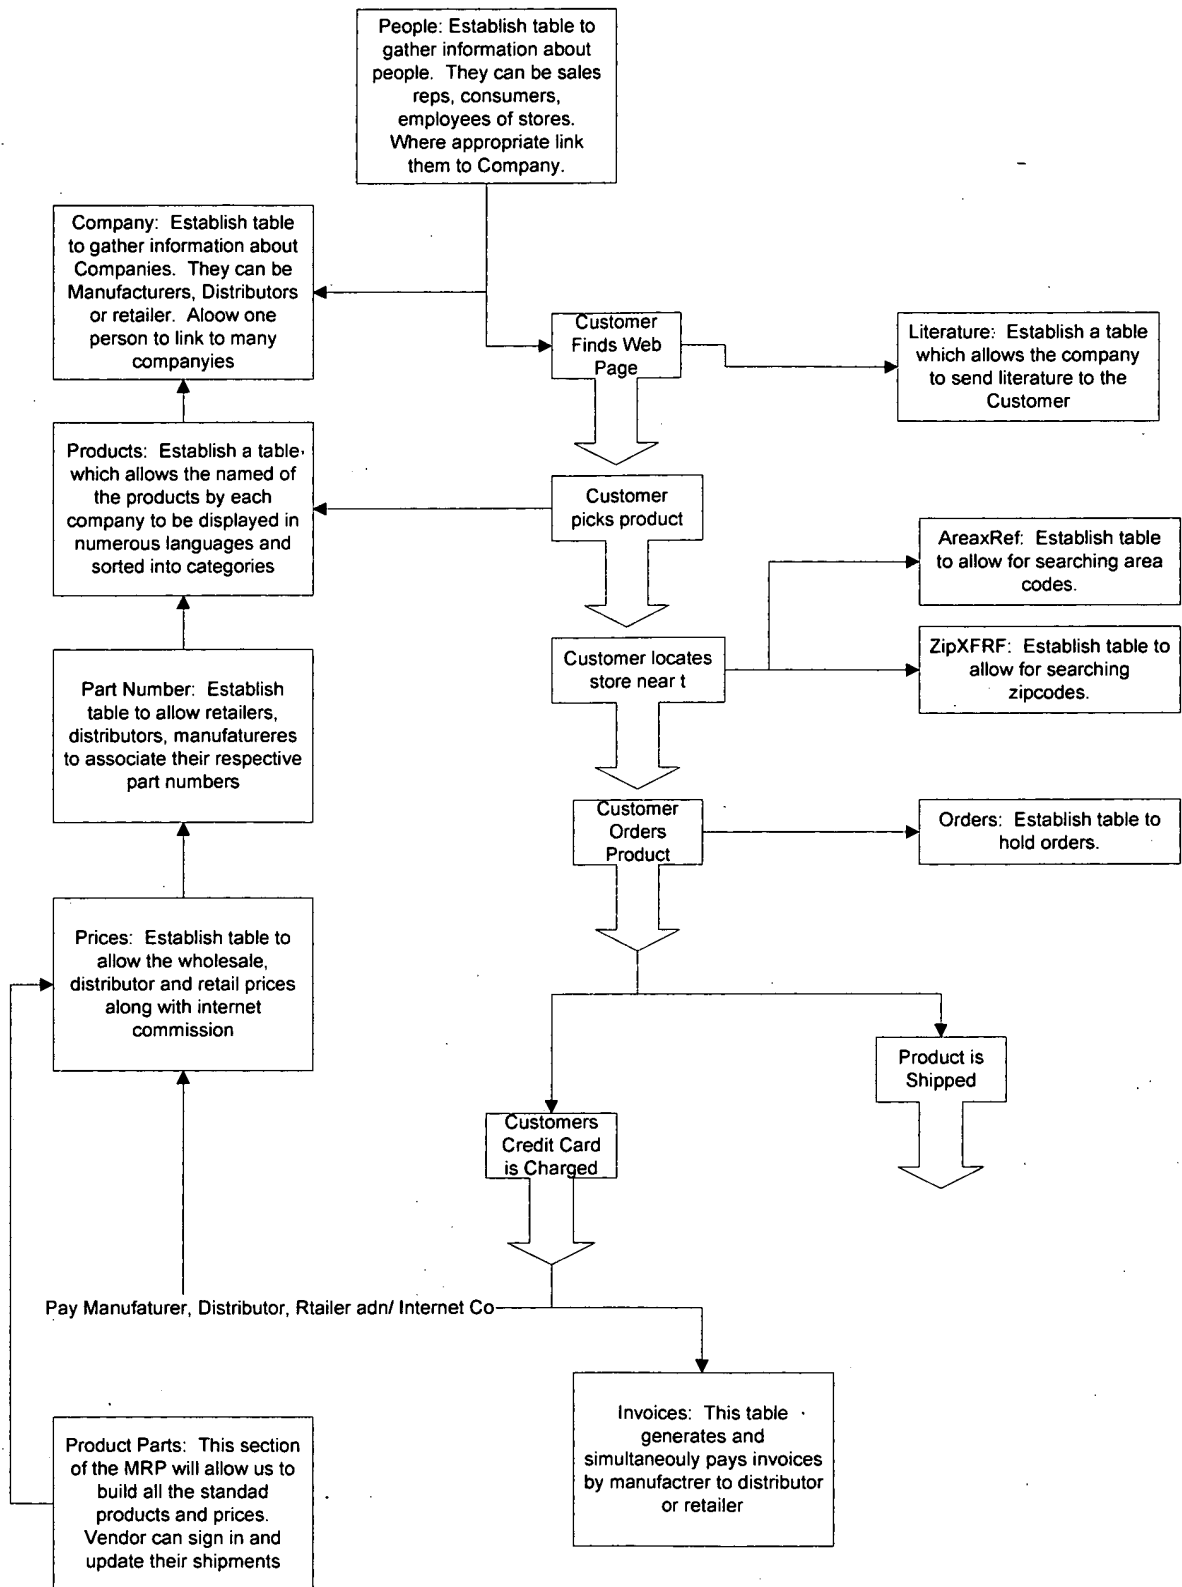 People: Establish table to
gather information about
people. They can be sales
reps, consumers,
employees of stores.
Where appropriate link
them to Company.
Company: Establish table
to gather information about
Companies. They can be
Manufacturers, Distributors
or retailer. Aloow one
person to link to many
companyies
Customer
Finds Web
Page
Literature: Establish a table
which allows the company
to send literature to the
Customer
Products: Establish a table
which allows the named of
the products by each
company to be displayed in
numerous languages and
sorted into categories
Customer
picks product
AreaxRef: Establish table
to allow for searching area
codes.
Customer locates
store near t
ZipXFRF: Establish table to
allow for searching
zipcodes.
Part Number: Establish
table to allow retailers,
distributors, manufatureres
to associate their respective
part numbers
Customer
Orders
Product
Orders: Establish table to
hold orders.
Prices: Establish table to
allow the wholesale,
distributor and retail prices
along with internet
commission
Product is
Shipped
Customers
Credit Card
is Charged
Pay Manufaturer, Distributor, Rtailer adn/ Internet Co
Invoices: This table
generates and
simultaneouly pays invoices
by manufactrer to distributor
or retailer
Product Parts: This section
of the MRP will allow us to
build all the standad
products and prices.
Vendor can sign in and
update their shipments